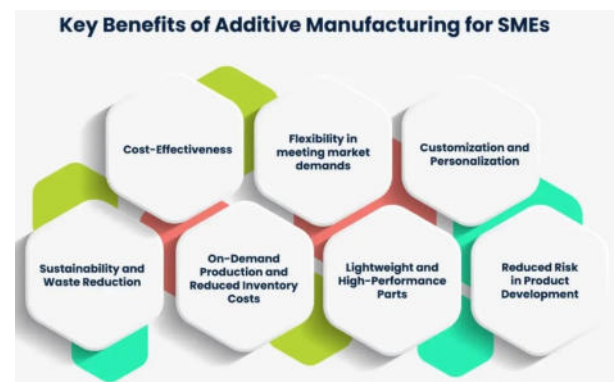 Key Benefits of Additive Manufacturing for SMEs
Cost-Effectiveness
Flexibility in
meeting market
demands
Customization and
Personalization
Sustainability and
Waste Reduction
On-Demand
Production and
Reduced Inventory
Costs
Lightweight and
High-Performance
Parts
Reduced Risk
in Product
Development